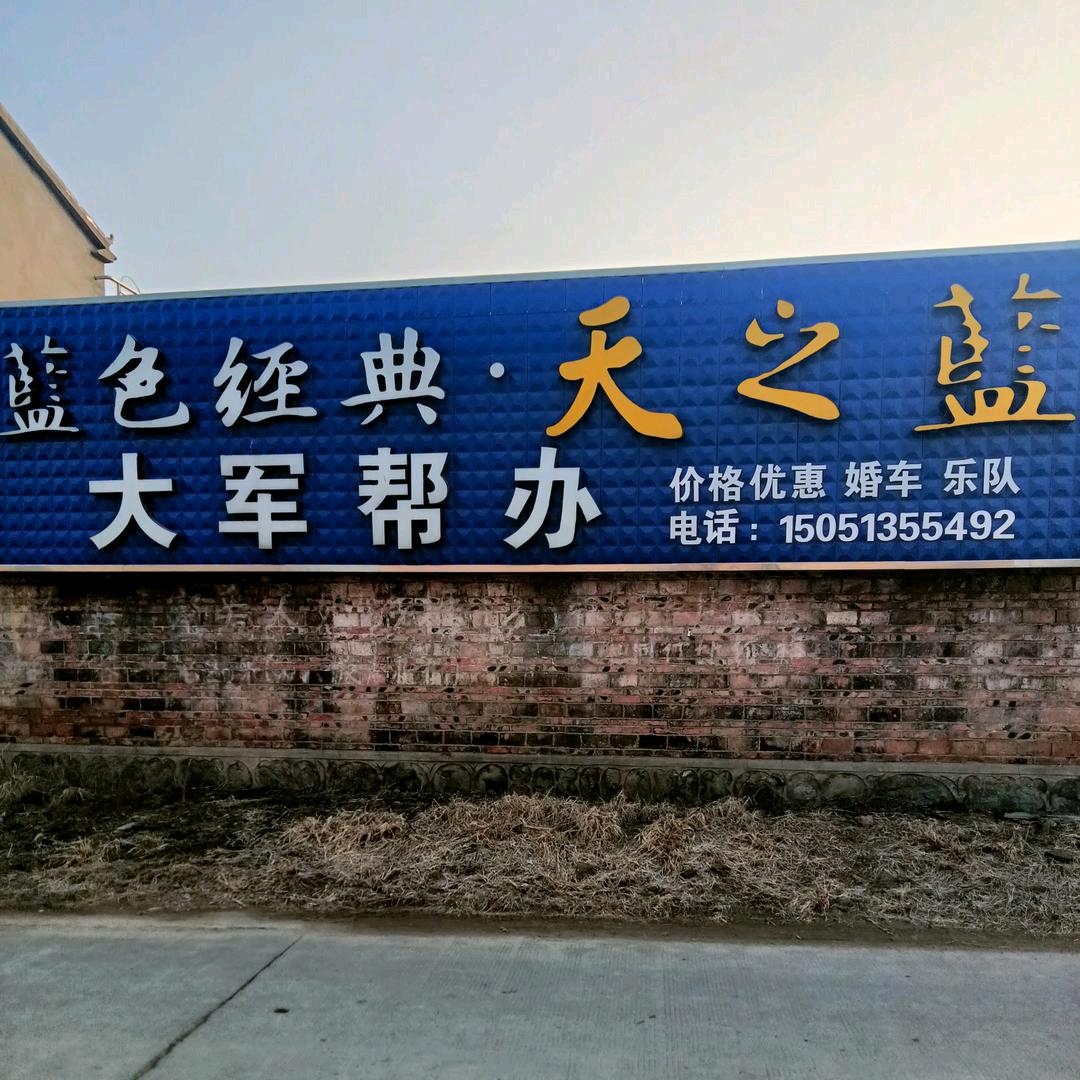 藍色经典·天之藍
大军帮办
价格优惠 婚车 乐队
电话：15051355492